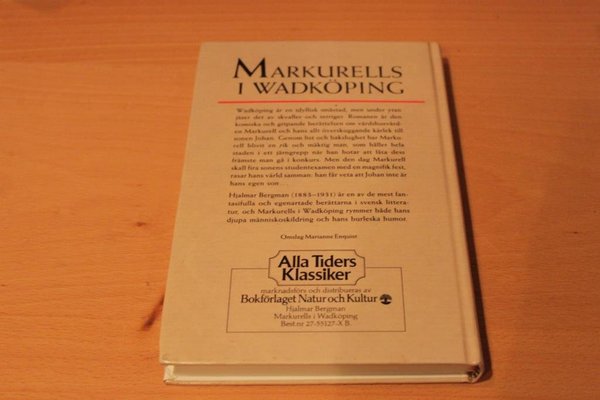 MARKURELLS
I WADKÖPING
Wadköping är en idyllisk småstad, men under ytan
jäser det av skvaller och intriger. Romanen är den
komiska och gripande berättelsen om värdshusvärd-
en Markurell och hans allt överskuggande kärlek till
sonen Johan. Genom list och hänsynslöshet har Marku-
rell blivit en rik och mäktig man, som håller hela
staden i ett järngrepp när han hotar att låta dess
främste man gå i konkurs. Men den dag Markurell
skall fira sonens studentexamen med en magnifik fest,
rasar hans värld samman: han får veta att Johan inte är
hans egen son . . .
Hjalmar Bergman (1883–1931) är en av de mest fan-
tasifulla och egenartade berättarna i svensk littera-
tur, och Markurells i Wadköping rymmer både hans
djupa människoskildring och hans burleska humor.
Omslag Marianne Enquist
Alla Tiders
Klassiker
marknadsförs och distribueras av
Bokförlaget Natur och Kultur
Hjalmar Bergman
Markurells i Wadköping
Best.nr 27-55127-X B